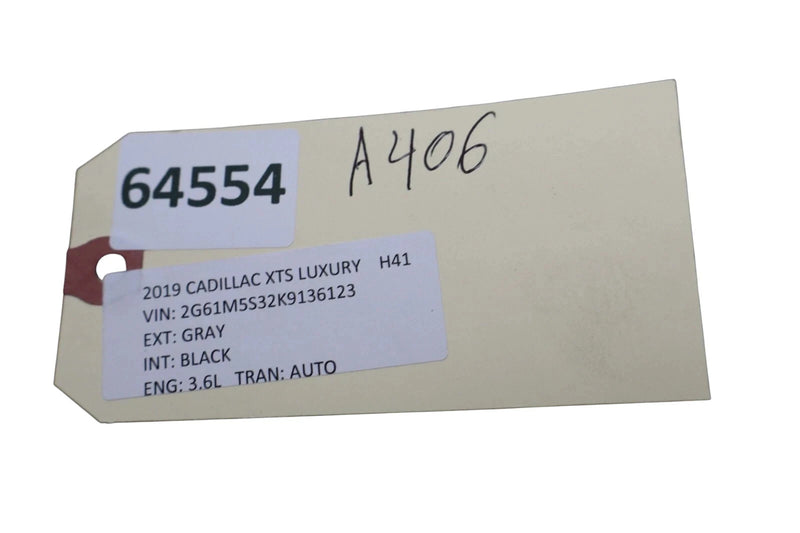 64554
A406
2019 CADILLAC XTS LUXURY H41
VIN: 2G61M5S32K9136123
EXT: GRAY
INT: BLACK
ENG: 3.6L TRAN: AUTO